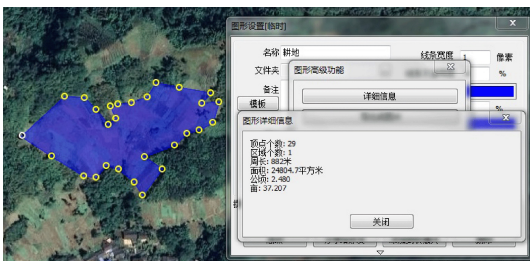 图形设置[临时]
名称 耕地
线条宽度 1 像素
文件夹
图形高级功能
%
备注
详细信息
模板
%
图形详细信息
顶点个数: 29
区域个数: 1
周长: 882米
面积: 24804.7平方米
公顷: 2.480
亩: 37.207
关闭